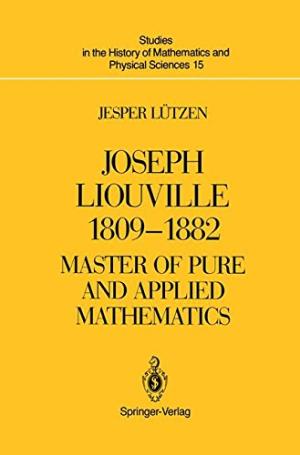 Studies
in the History of Mathematics and
Physical Sciences 15
JESPER LÜTZEN
JOSEPH
LIOUVILLE
1809–1882
MASTER OF PURE
AND APPLIED
MATHEMATICS
Springer-Verlag